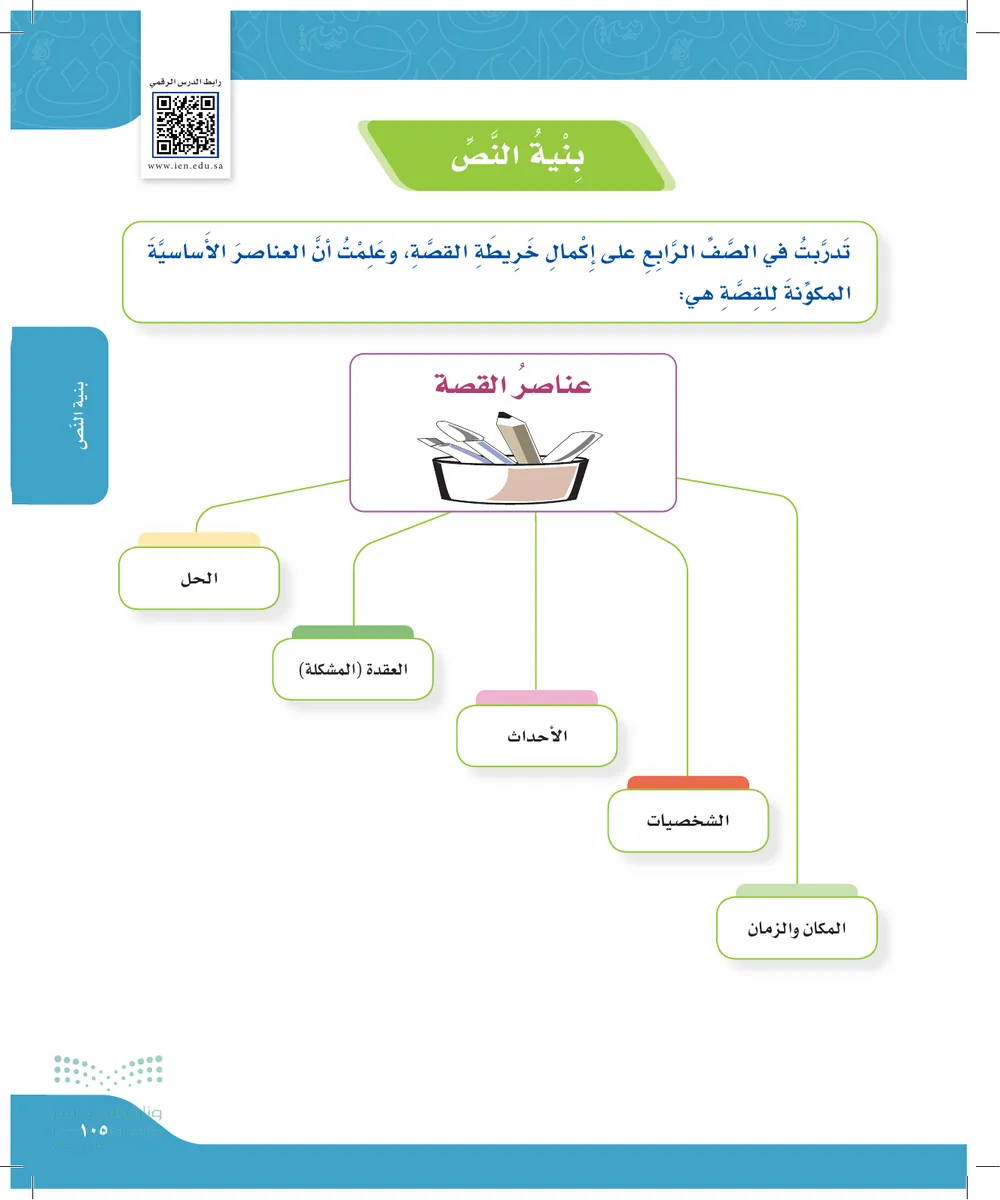 رابط الدرس الرقمي
www.ien.edu.sa
بِنْيةُ النَّصِّ
تَدرَّبتُ في الصَّفِّ الرَّابِعِ على إِكْمالِ خَرِيطَةِ القصَّةِ، وعَلِمْتُ أنَّ العناصرَ الأَساسيَّةَ
المكوِّنةَ لِلقِصَّةِ هي:
بنية النَص
عناصرُ القصة
الحل
العقدة (المشكلة)
الأحداث
الشخصيات
المكان والزمان
١٠٥